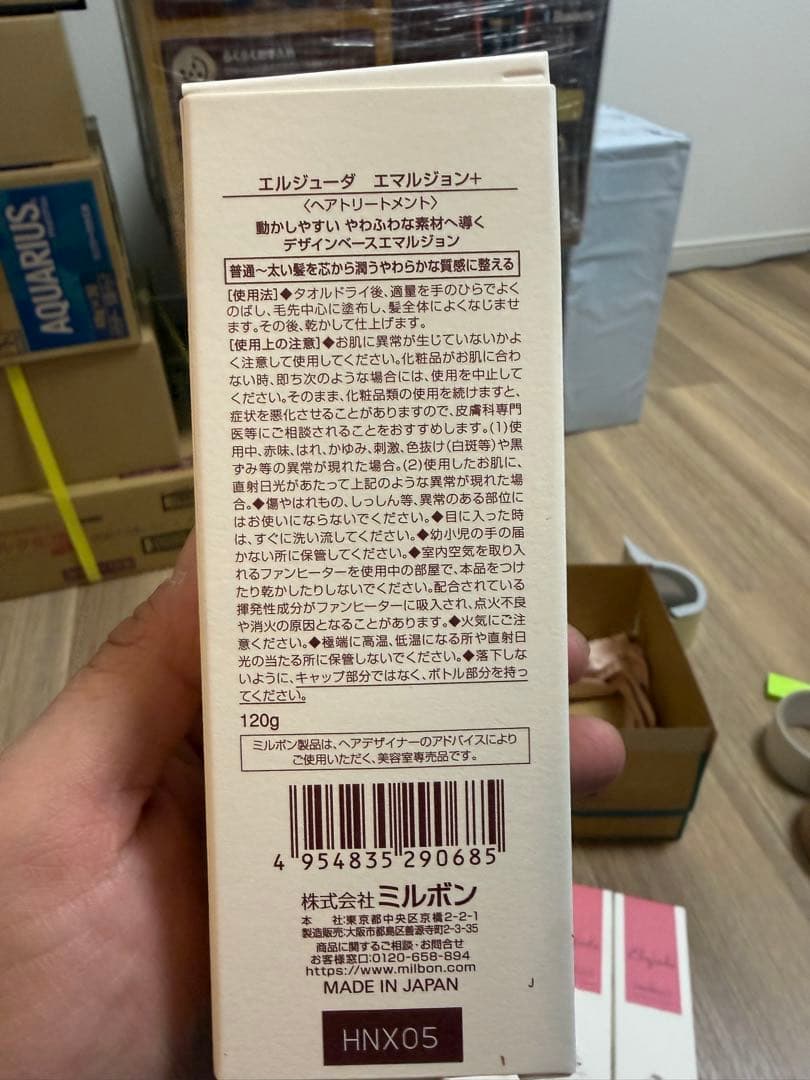 エルジューダ エマルジョン+
〈ヘアトリートメント〉
動かしやすい やわふわな素材へ導く
デザインベースエマルジョン
普通～太い髪を芯から潤うやわらかな質感に整える
[使用法]◆タオルドライ後、適量を手のひらでよく
のばし、毛先中心に塗布し、髪全体によくなじませ
ます。その後、乾かして仕上げます。
[使用上の注意]◆お肌に異常が生じていないかよ
く注意して使用してください。化粧品がお肌に合わ
ない時、即ち次のような場合には、使用を中止して
ください。そのまま、化粧品類の使用を続けますと、
症状を悪化させることがありますので、皮膚科専門
医等にご相談されることをおすすめします。(1)使
用中、赤味、はれ、かゆみ、刺激、色抜け(白斑等)や黒
ずみ等の異常が現れた場合。(2)使用したお肌に、
直射日光があたって上記のような異常が現れた場
合。◆傷やはれもの、しっしん等、異常のある部位に
はお使いにならないでください。◆目に入った時
は、すぐに洗い流してください。◆幼小児の手の届
かない所に保管してください。◆室内空気を取り入
れるファンヒーターを使用中の部屋で、本品をつけ
たり乾かしたりしないでください。配合されている
揮発性成分がファンヒーターに吸入され、点火不良
や消火の原因となることがあります。◆火気にご注
意ください。◆極端に高温、低温になる所や直射日
光の当たる所に保管しないでください。◆落下しな
いように、キャップ部分ではなく、ボトル部分を持っ
てください。
120g
ミルボン製品は、ヘアデザイナーのアドバイスにより
ご使用いただく、美容室専売品です。
4 954835 290685
株式会社ミルボン
本 社:東京都中央区京橋2-2-1
製造販売:大阪市都島区善源寺町2-3-35
商品に関するご相談・お問合せ
お客様窓口:0120-658-894
https://www.milbon.com
MADE IN JAPAN
J
HNX05
AQUARIUS